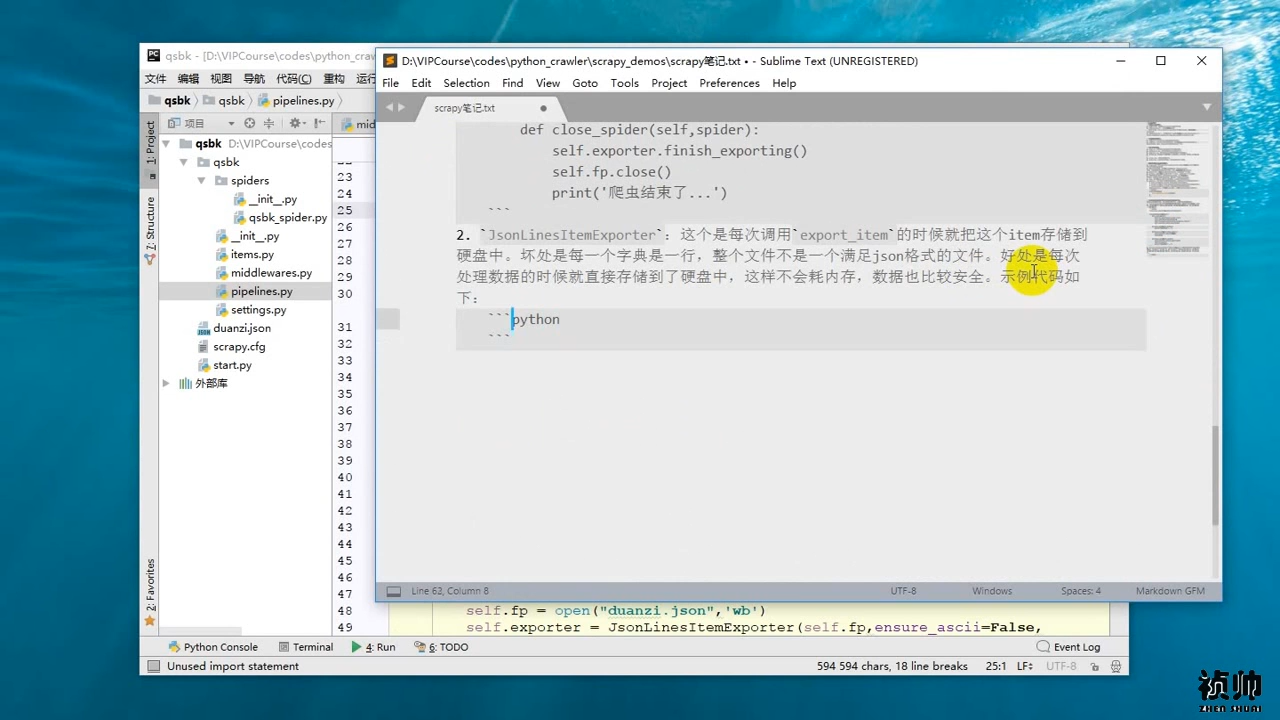 qsbk - [D:\VIPCourse\codes\python_craw
文件 编辑 视图 导航 代码(C) 重构 运行
qsbk qsbk pipelines.py
项目
mid
1: Project
7: Structure
2: Favorites
qsbk D:\VIPCourse\codes
qsbk
spiders
__init__.py
qsbk_spider.py
__init__.py
items.py
middlewares.py
pipelines.py
settings.py
duanzi.json
scrapy.cfg
start.py
外部库
23
24
25
26
27
28
29
30
31
32
33
34
35
36
37
38
39
40
41
42
43
44
45
46
47
48
49
D:\VIPCourse\codes\python_crawler\scrapy_demos\scrapy笔记.txt • - Sublime Text (UNREGISTERED)
File Edit Selection Find View Goto Tools Project Preferences Help
scrapy笔记.txt
def close_spider(self,spider):
self.exporter.finish_exporting()
self.fp.close()
print('爬虫结束了...')
```
2. `JsonLinesItemExporter`：这个是每次调用`export_item`的时候就把这个item存储到
硬盘中。坏处是每一个字典是一行，整个文件不是一个满足json格式的文件。好处是每次
处理数据的时候就直接存储到了硬盘中，这样不会耗内存，数据也比较安全。示例代码如
下：
```python
```
Line:62, Column 8 UTF-8 Windows Spaces: 4 Markdown GFM
self.fp = open("duanzi.json",'wb')
self.exporter = JsonLinesItemExporter(self.fp,ensure_ascii=False,
Python Console Terminal 4: Run 6: TODO Event Log
Unused import statement 594 594 chars, 18 line breaks 25:1 LF÷ UTF-8
祯帅
ZHEN SHUAI